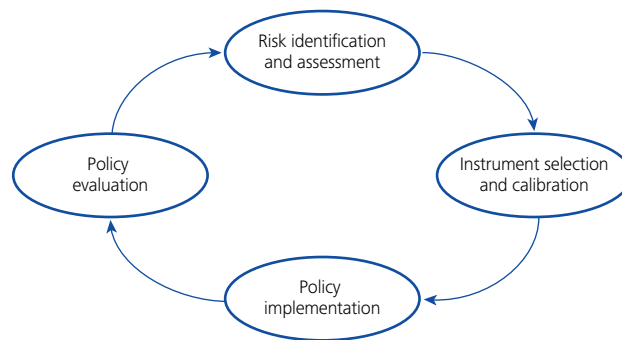 Risk identification
and assessment
Instrument selection
and calibration
Policy
implementation
Policy
evaluation